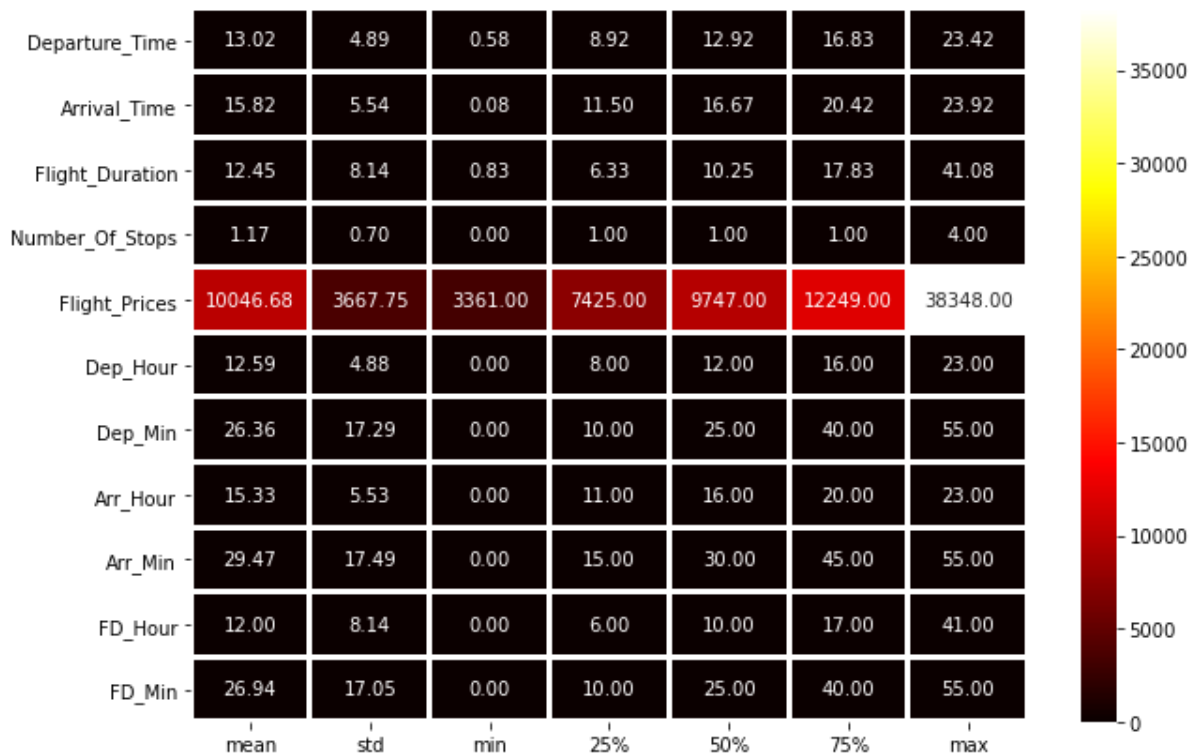 Departure_Time 13.02 4.89 0.58 8.92 12.92 16.83 23.42
Arrival_Time 15.82 5.54 0.08 11.50 16.67 20.42 23.92
Flight_Duration 12.45 8.14 0.83 6.33 10.25 17.83 41.08
Number_Of_Stops 1.17 0.70 0.00 1.00 1.00 1.00 4.00
Flight_Prices 10046.68 3667.75 3361.00 7425.00 9747.00 12249.00 38348.00
Dep_Hour 12.59 4.88 0.00 8.00 12.00 16.00 23.00
Dep_Min 26.36 17.29 0.00 10.00 25.00 40.00 55.00
Arr_Hour 15.33 5.53 0.00 11.00 16.00 20.00 23.00
Arr_Min 29.47 17.49 0.00 15.00 30.00 45.00 55.00
FD_Hour 12.00 8.14 0.00 6.00 10.00 17.00 41.00
FD_Min 26.94 17.05 0.00 10.00 25.00 40.00 55.00
mean std min 25% 50% 75% max
35000
30000
25000
20000
15000
10000
5000
0